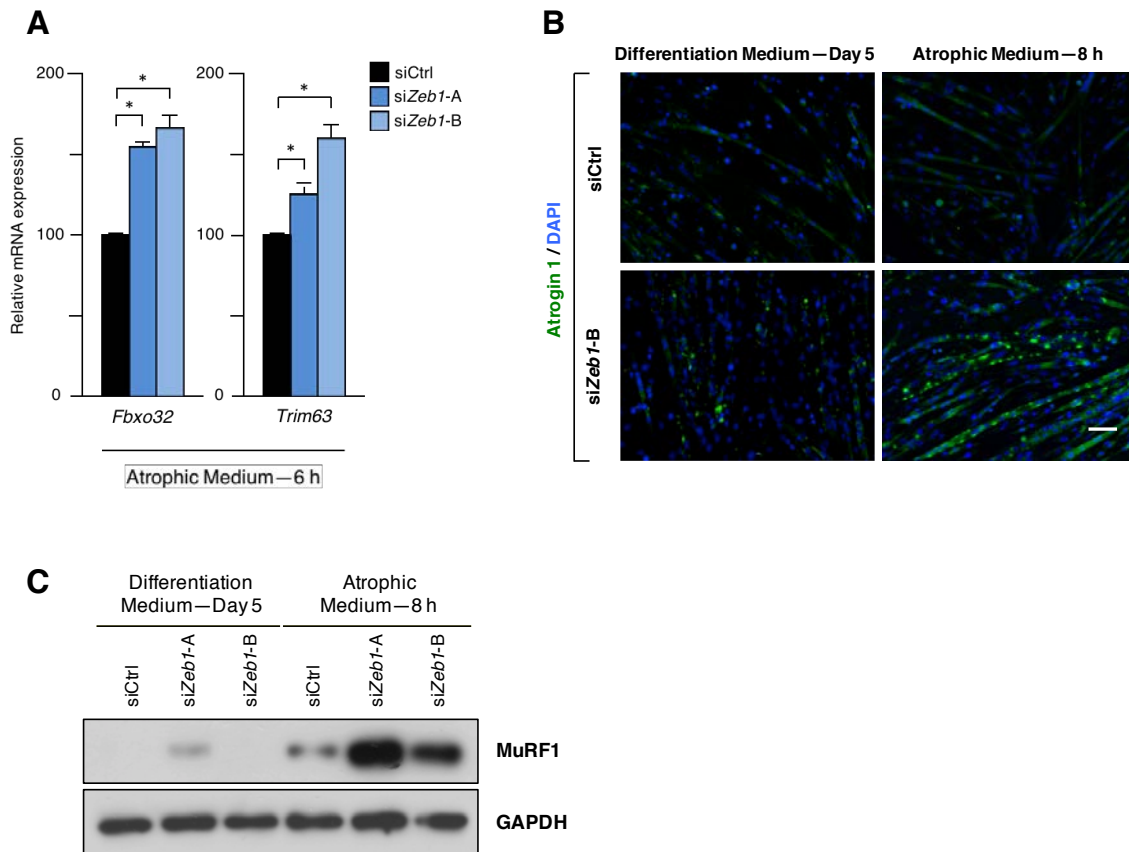 A
Relative mRNA expression
200
100
0
200
100
0
*
*
*
*
Fbxo32
Trim63
Atrophic Medium—6 h
siCtrl
siZeb1-A
siZeb1-B
B
Differentiation Medium—Day 5
Atrophic Medium—8 h
Atrogin 1 / DAPI
siCtrl
siZeb1-B
C
Differentiation
Medium—Day 5
Atrophic
Medium—8 h
siCtrl
siZeb1-A
siZeb1-B
siCtrl
siZeb1-A
siZeb1-B
MuRF1
GAPDH